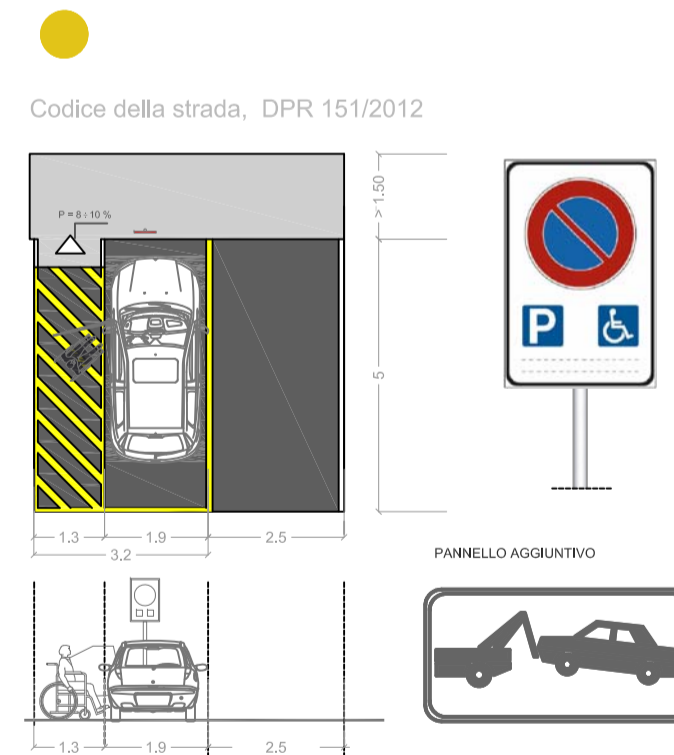 Codice della strada, DPR 151/2012
P = 8 ÷ 10 %
> 1.50
5
P
1.3
1.9
2.5
3.2
PANNELLO AGGIUNTIVO
1.3
1.9
2.5